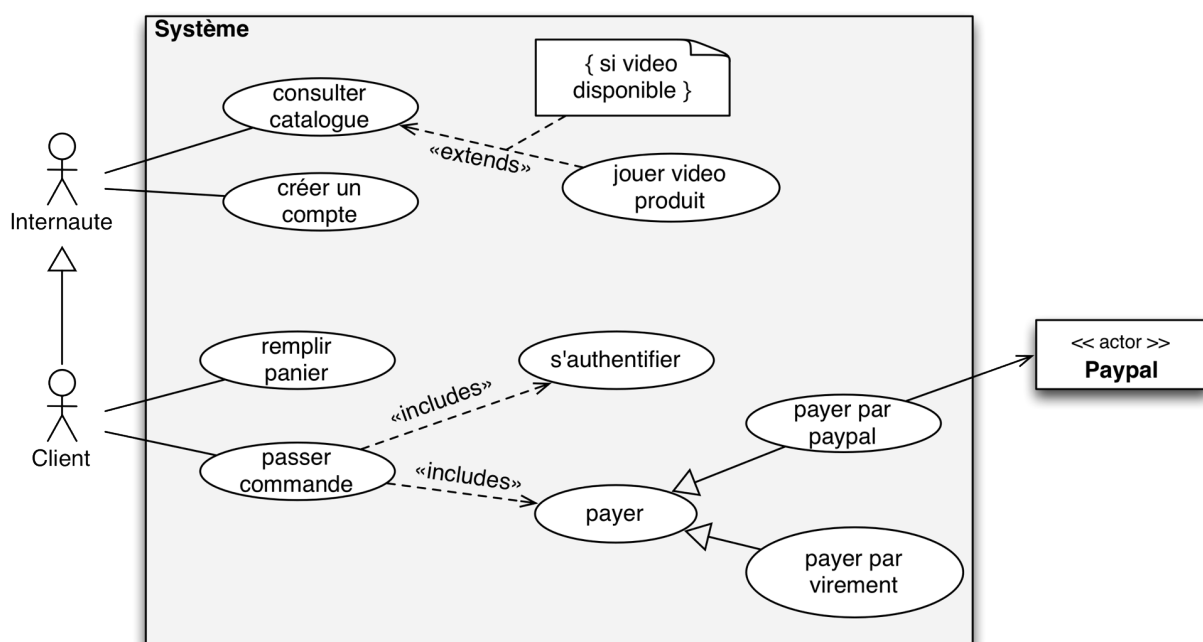 Système
{ si video
disponible }
consulter
catalogue
«extends»
jouer video
produit
créer un
compte
Internaute
remplir
panier
s'authentifier
<< actor >>
Paypal
«includes»
payer par
paypal
Client
passer
commande
«includes»
payer
payer par
virement